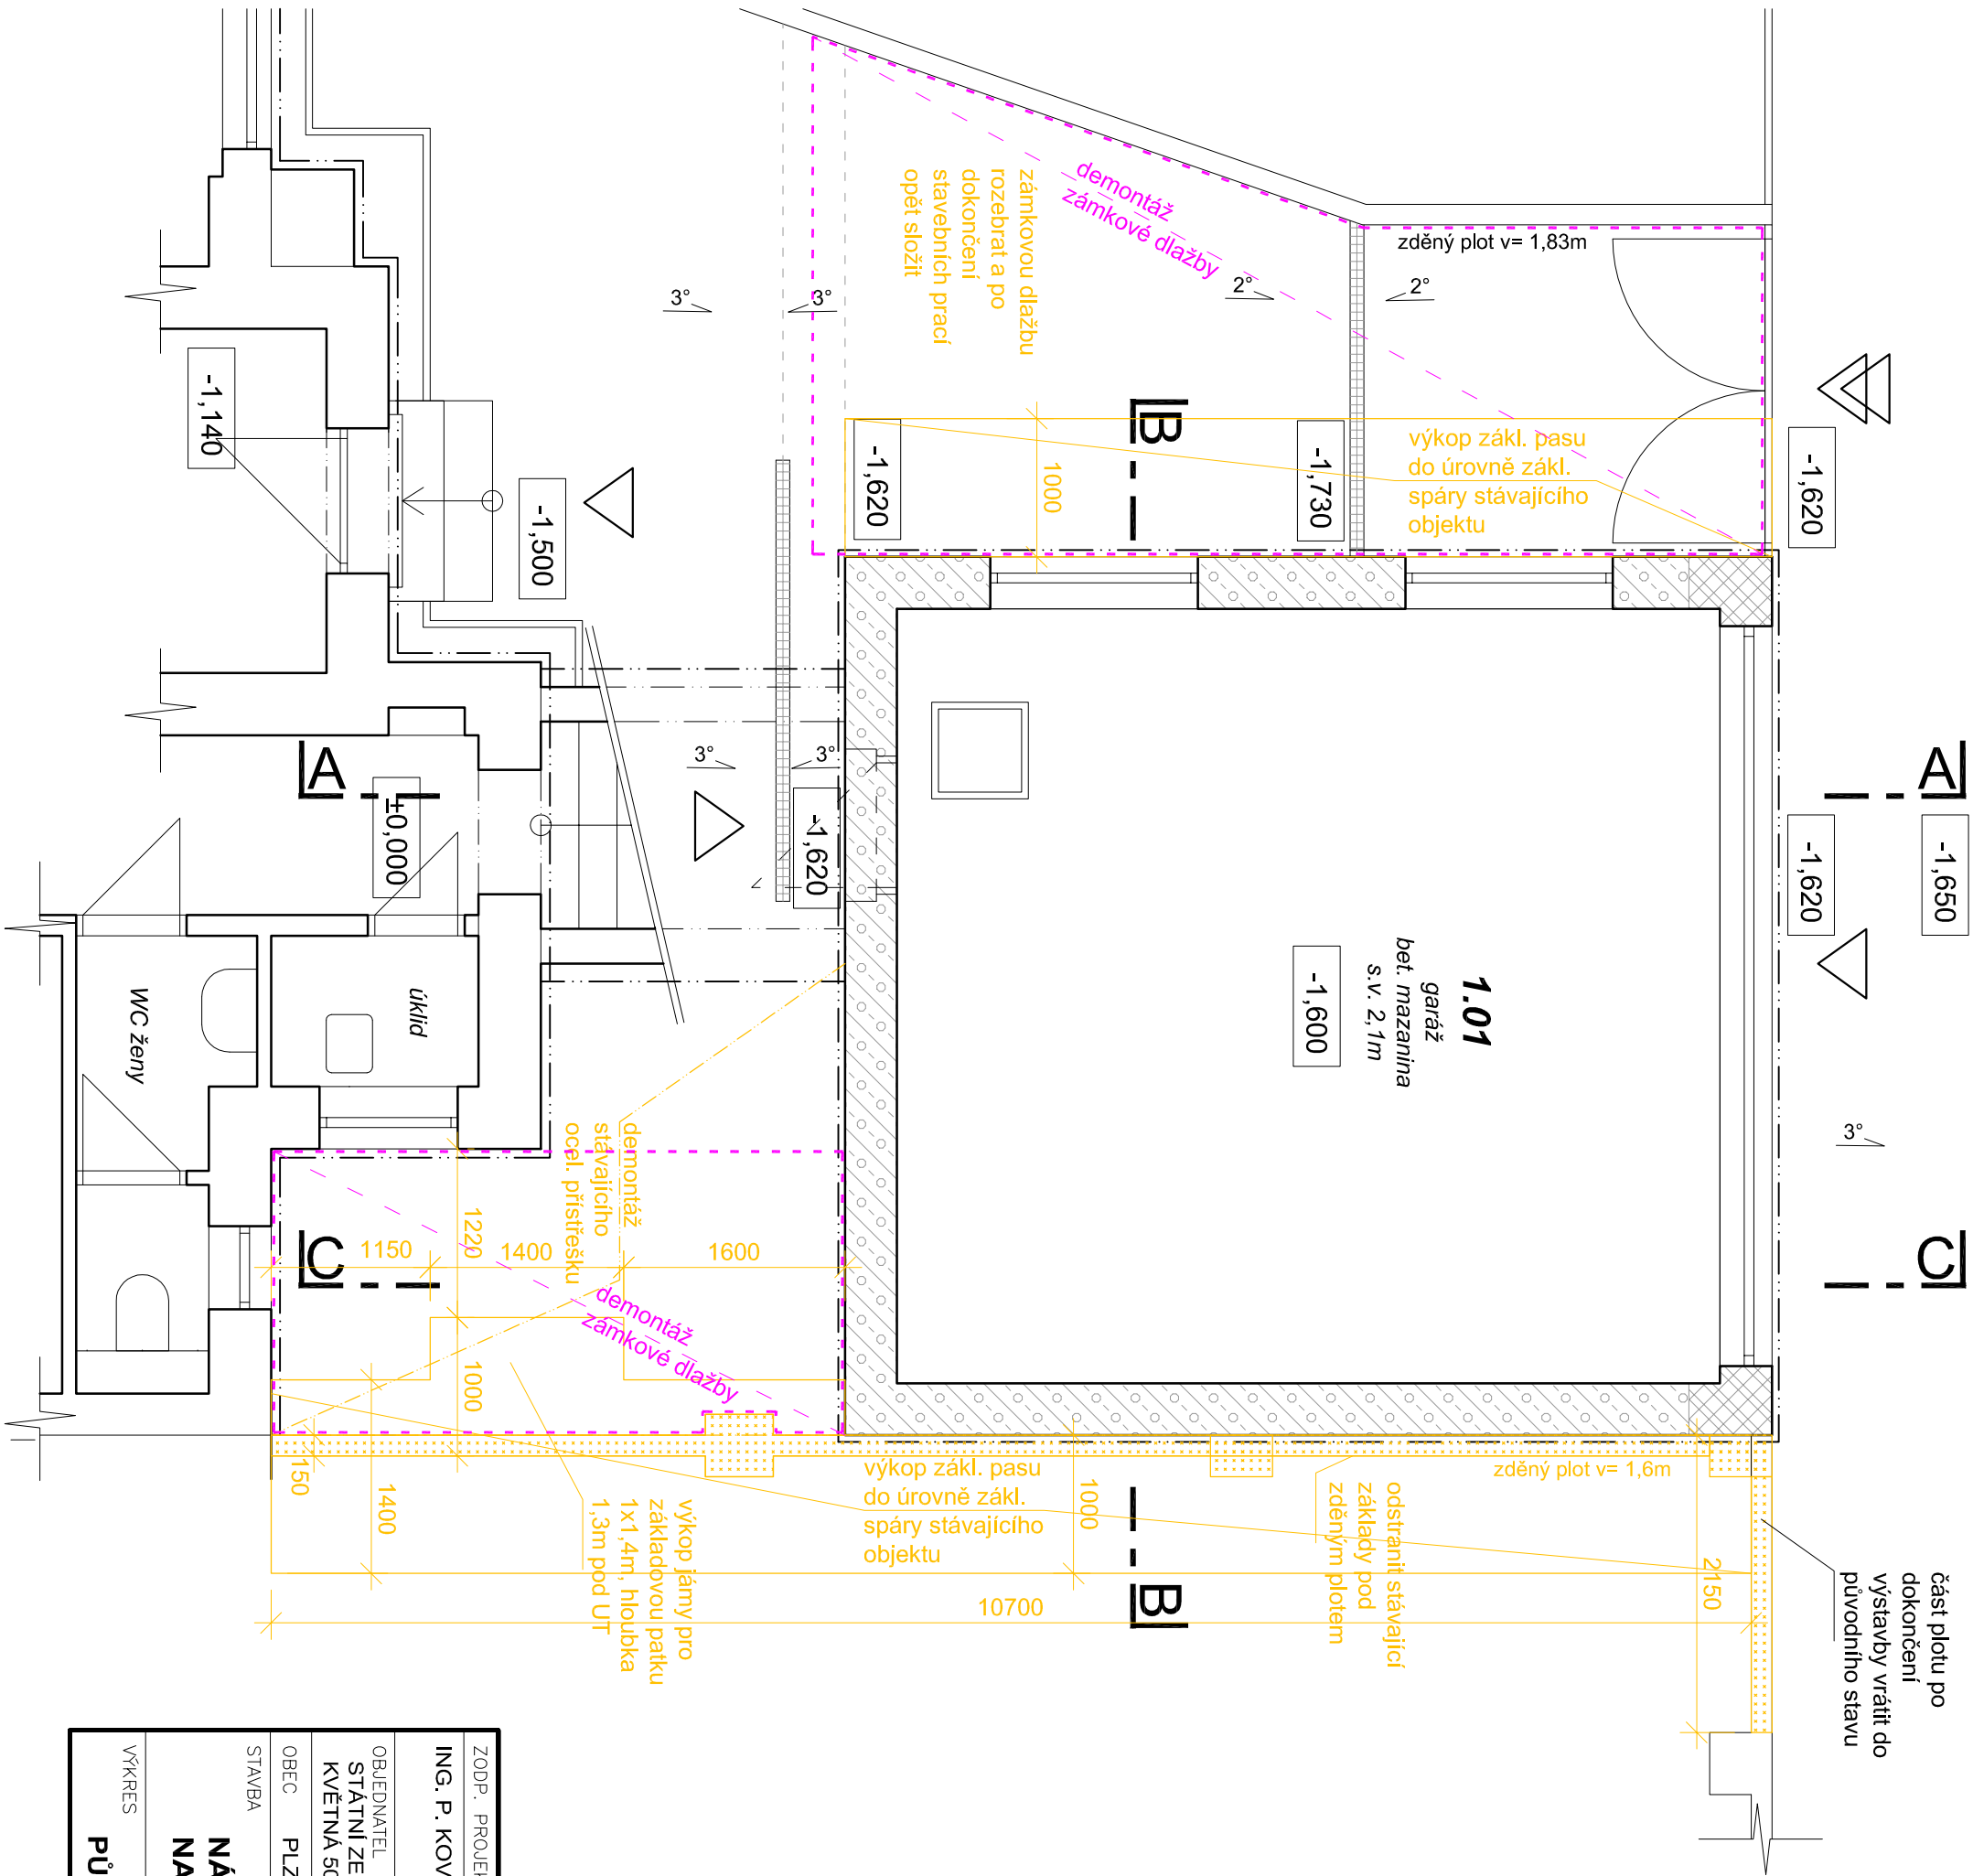 zámkovou dlažbu
rozebrat a po
dokončení
stavebních prací
opět složit
demontáž
zámkové dlažby
zděný plot v= 1,83m
3°
3°
2°
2°
-1,140
-1,500
-1,620
1000
B
-1,730
výkop zákl. pasu
do úrovně zákl.
spáry stávajícího
objektu
-1,620
A
±0,000
3°
3°
-1,620
A
-1,650
-1,620
1.01
garáž
bet. mazanina
s.v. 2,1m
-1,600
3°
WC ženy
úklid
demontáž
stávajícího
ocel. přístřešku
C
1150
1220
1400
1600
C
demontáž
zámkové dlažby
1000
150
1400
výkop zákl. pasu
do úrovně zákl.
spáry stávajícího
objektu
1000
zděný plot v= 1,6m
výkop jámy pro
základovou patku
1x1,4m, hloubka
1,3m pod UT
odstranit stávající
základy pod
zděným plotem
2150
10700
B
část plotu po
dokončení
výstavby vrátit do
původního stavu
ZODP. PROJEK
ING. P. KOV
OBJEDNATEL
STÁTNÍ ZE
KVĚTNÁ 50
OBEC PLZ
STAVBA
NÁ
NA
VÝKRES
PŮ